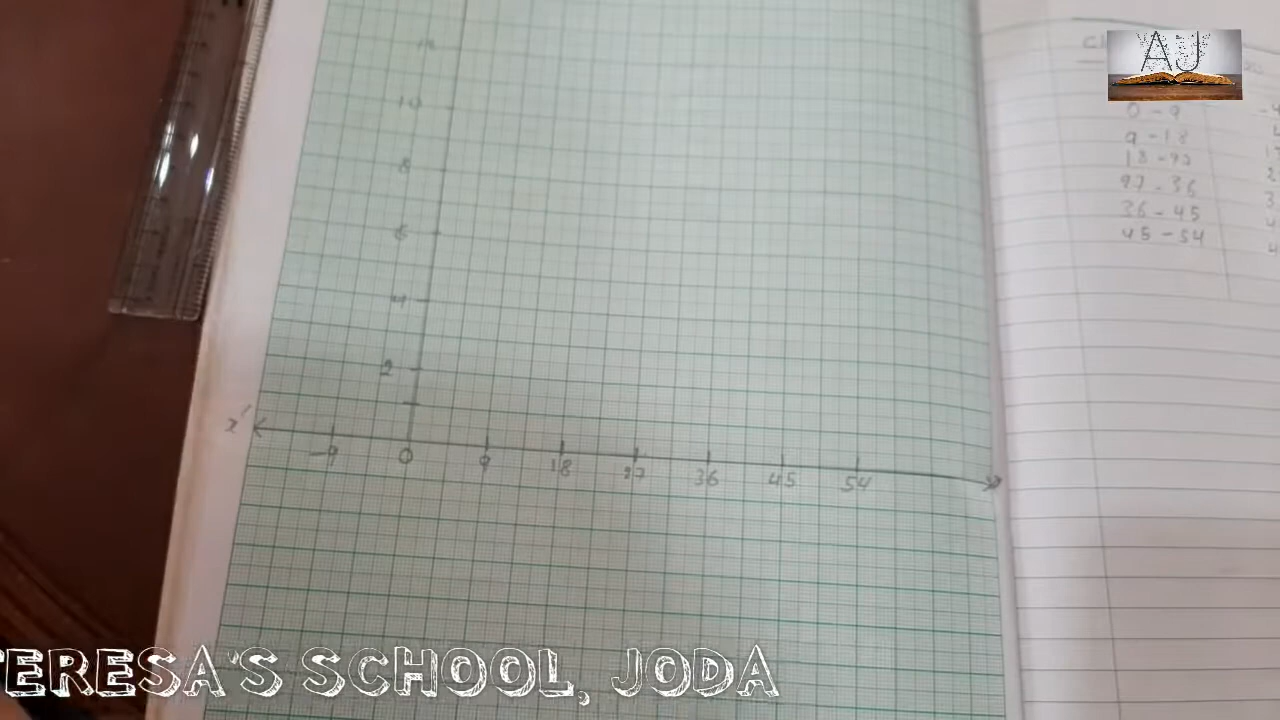 12
10
8
6
4
2
x'
-9 0 9 18 27 36 45 54
AJ
0 - 9
9 - 18
18 - 27
27 - 36
36 - 45
45 - 54
TERESA'S SCHOOL, JODA